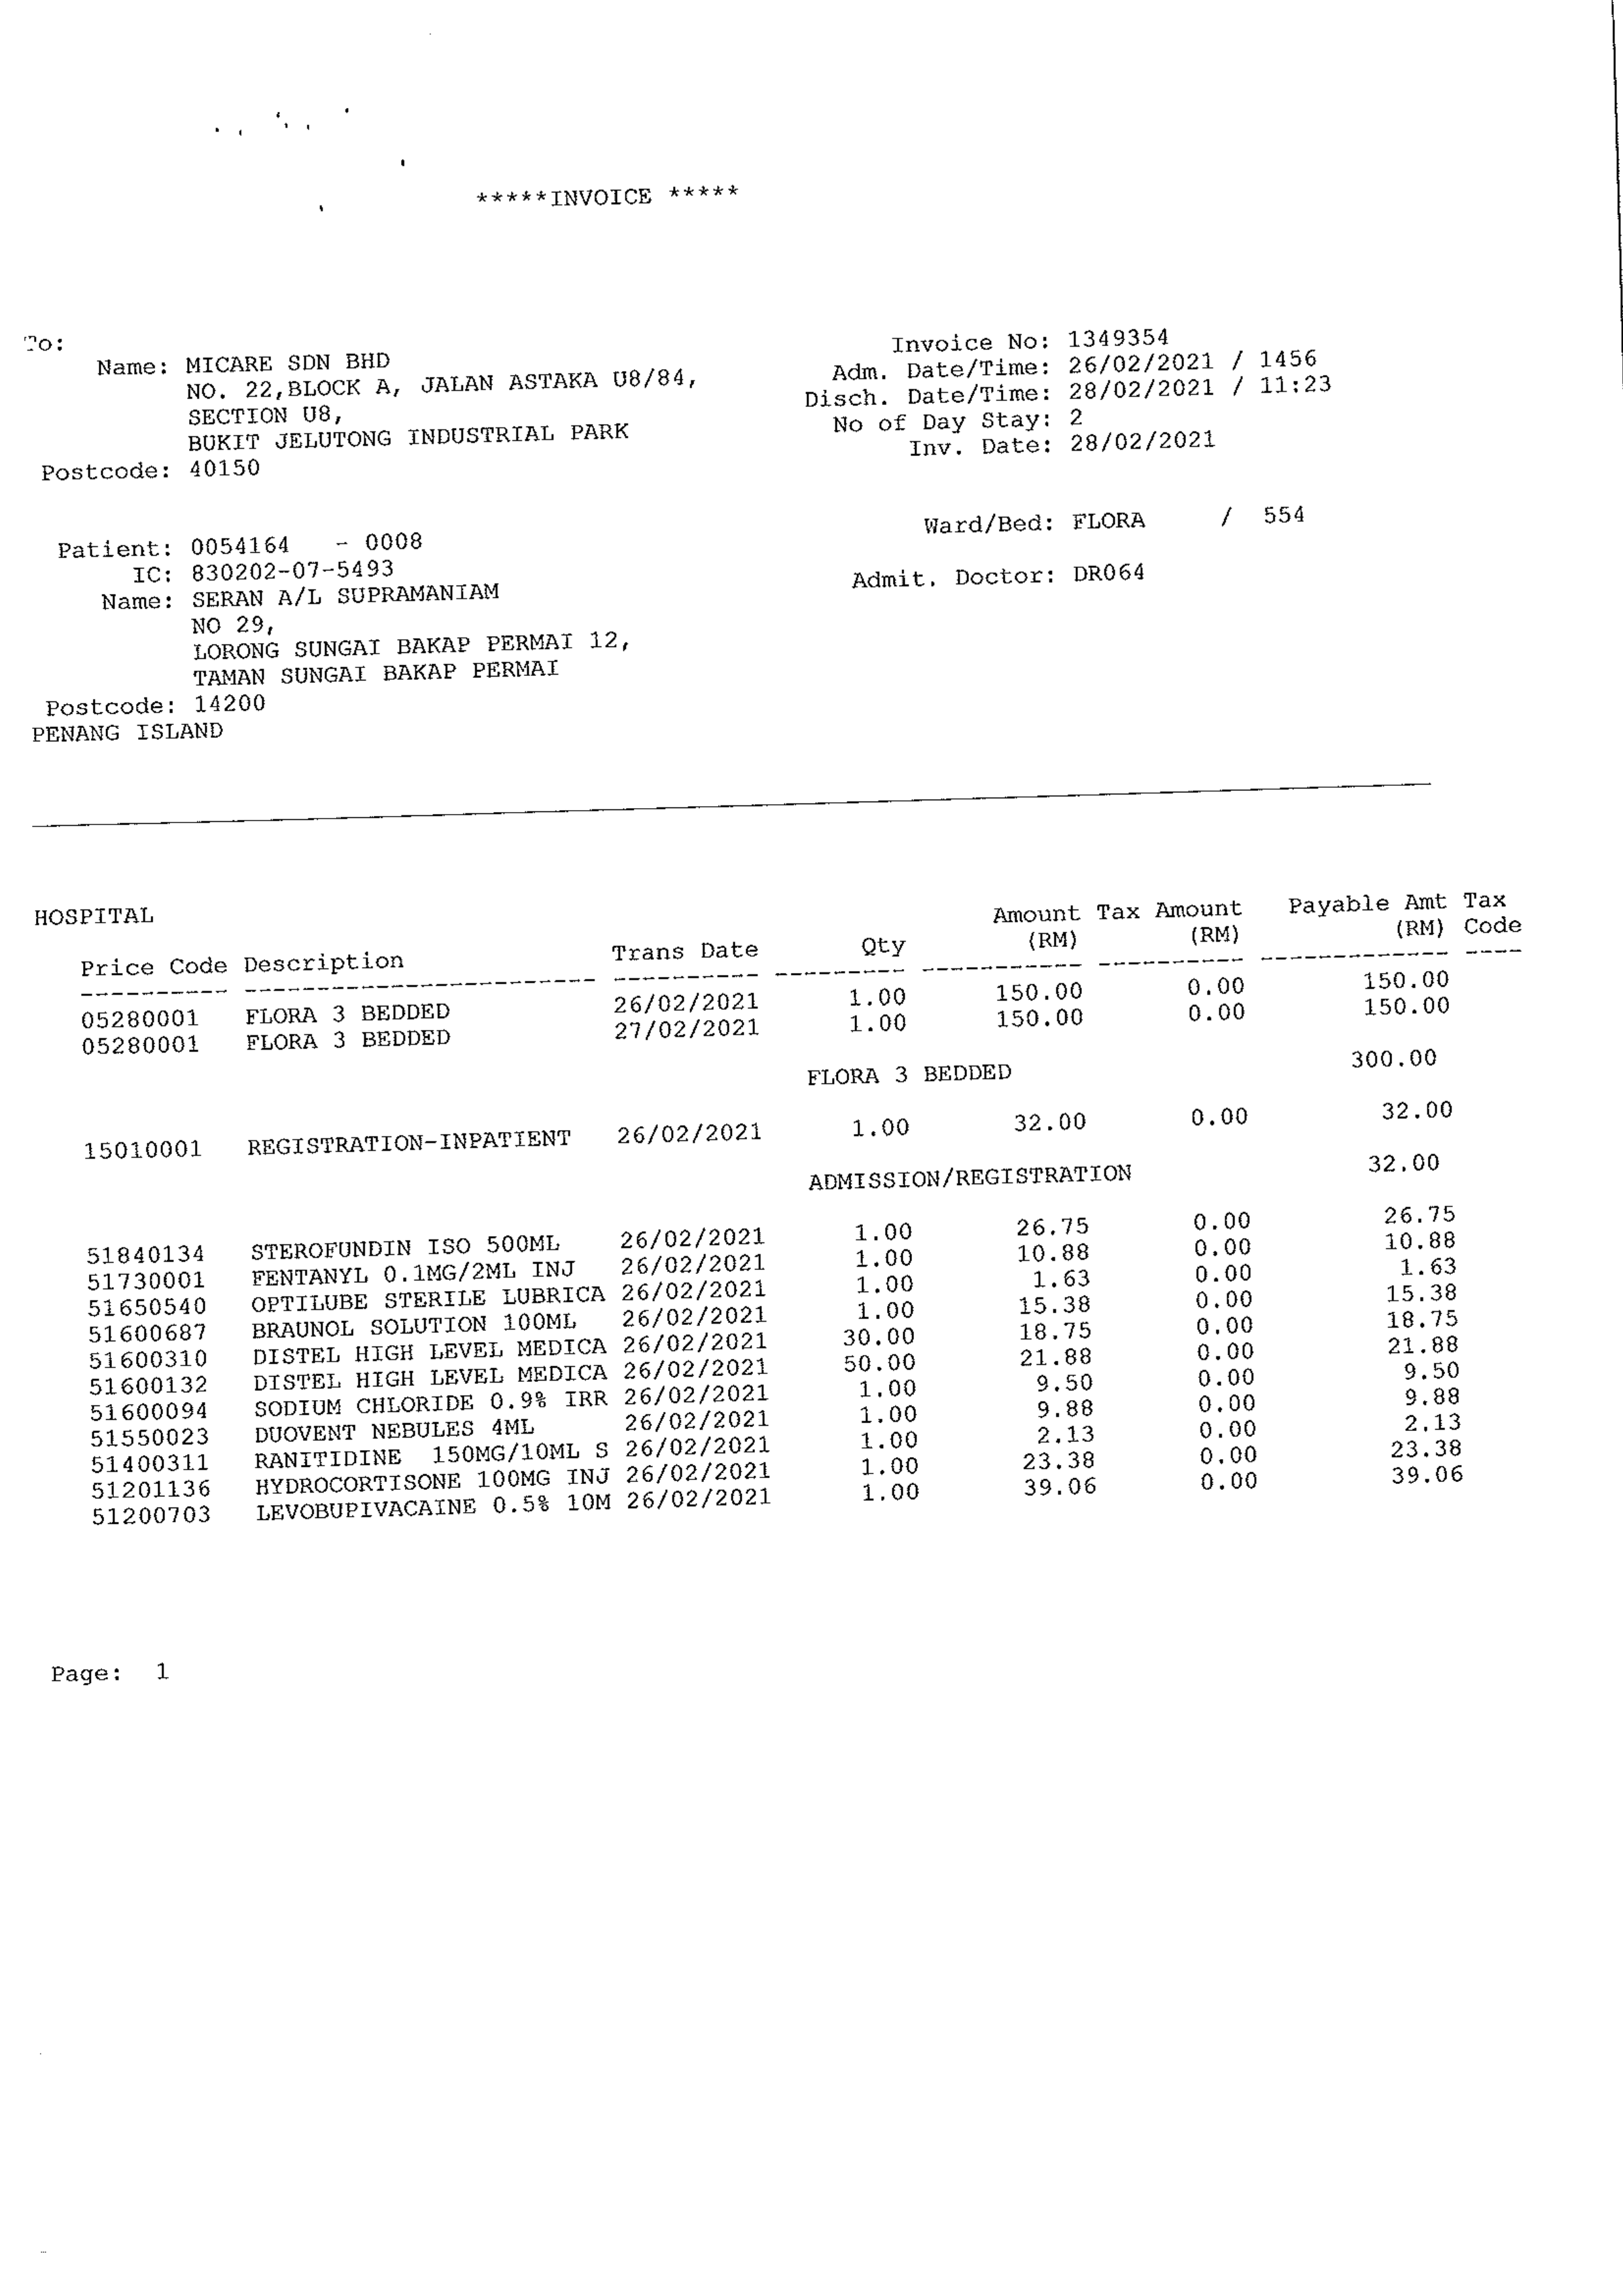 *****INVOICE *****
To:
Name: MICARE SDN BHD
NO. 22,BLOCK A, JALAN ASTAKA U8/84,
SECTION U8,
BUKIT JELUTONG INDUSTRIAL PARK
Postcode: 40150
Invoice No: 1349354
Adm. Date/Time: 26/02/2021 / 1456
Disch. Date/Time: 28/02/2021 / 11:23
No of Day Stay: 2
Inv. Date: 28/02/2021
Patient: 0054164 - 0008
IC: 830202-07-5493
Name: SERAN A/L SUPRAMANIAM
NO 29,
LORONG SUNGAI BAKAP PERMAI 12,
TAMAN SUNGAI BAKAP PERMAI
Postcode: 14200
PENANG ISLAND
Ward/Bed: FLORA / 554
Admit. Doctor: DR064
HOSPITAL
Amount Tax Amount Payable Amt Tax
Price Code Description Trans Date Qty (RM) (RM) (RM) Code
05280001 FLORA 3 BEDDED 26/02/2021 1.00 150.00 0.00 150.00
05280001 FLORA 3 BEDDED 27/02/2021 1.00 150.00 0.00 150.00
FLORA 3 BEDDED 300.00
15010001 REGISTRATION-INPATIENT 26/02/2021 1.00 32.00 0.00 32.00
ADMISSION/REGISTRATION 32.00
51840134 STEROFUNDIN ISO 500ML 26/02/2021 1.00 26.75 0.00 26.75
51730001 FENTANYL 0.1MG/2ML INJ 26/02/2021 1.00 10.88 0.00 10.88
51650540 OPTILUBE STERILE LUBRICA 26/02/2021 1.00 1.63 0.00 1.63
51600687 BRAUNOL SOLUTION 100ML 26/02/2021 1.00 15.38 0.00 15.38
51600310 DISTEL HIGH LEVEL MEDICA 26/02/2021 30.00 18.75 0.00 18.75
51600132 DISTEL HIGH LEVEL MEDICA 26/02/2021 50.00 21.88 0.00 21.88
51600094 SODIUM CHLORIDE 0.9% IRR 26/02/2021 1.00 9.50 0.00 9.50
51550023 DUOVENT NEBULES 4ML 26/02/2021 1.00 9.88 0.00 9.88
51400311 RANITIDINE 150MG/10ML S 26/02/2021 1.00 2.13 0.00 2.13
51201136 HYDROCORTISONE 100MG INJ 26/02/2021 1.00 23.38 0.00 23.38
51200703 LEVOBUPIVACAINE 0.5% 10M 26/02/2021 1.00 39.06 0.00 39.06
Page: 1